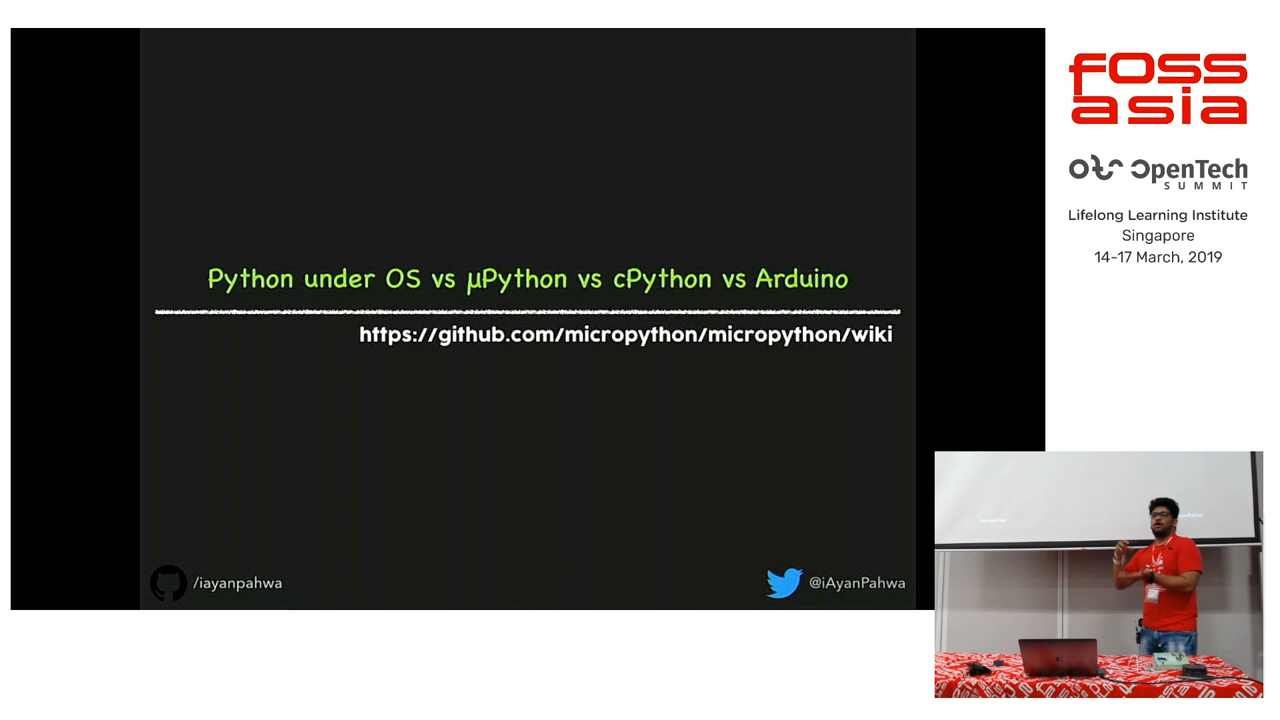 Python under OS vs µPython vs cPython vs Arduino
https://github.com/micropython/micropython/wiki
/iayanpahwa
@iAyanPahwa
fOSS
asia
OpenTech
SUMMIT
Lifelong Learning Institute
Singapore
14-17 March, 2019